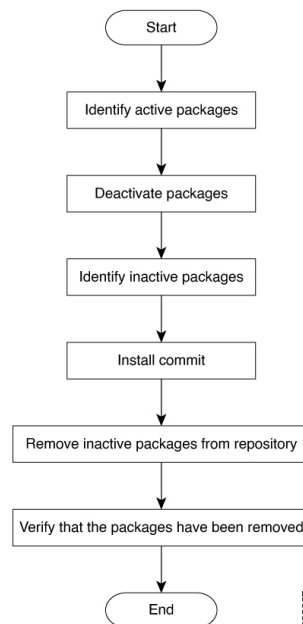 Start
Identify active packages
Deactivate packages
Identify inactive packages
Install commit
Remove inactive packages from repository
Verify that the packages have been removed
End